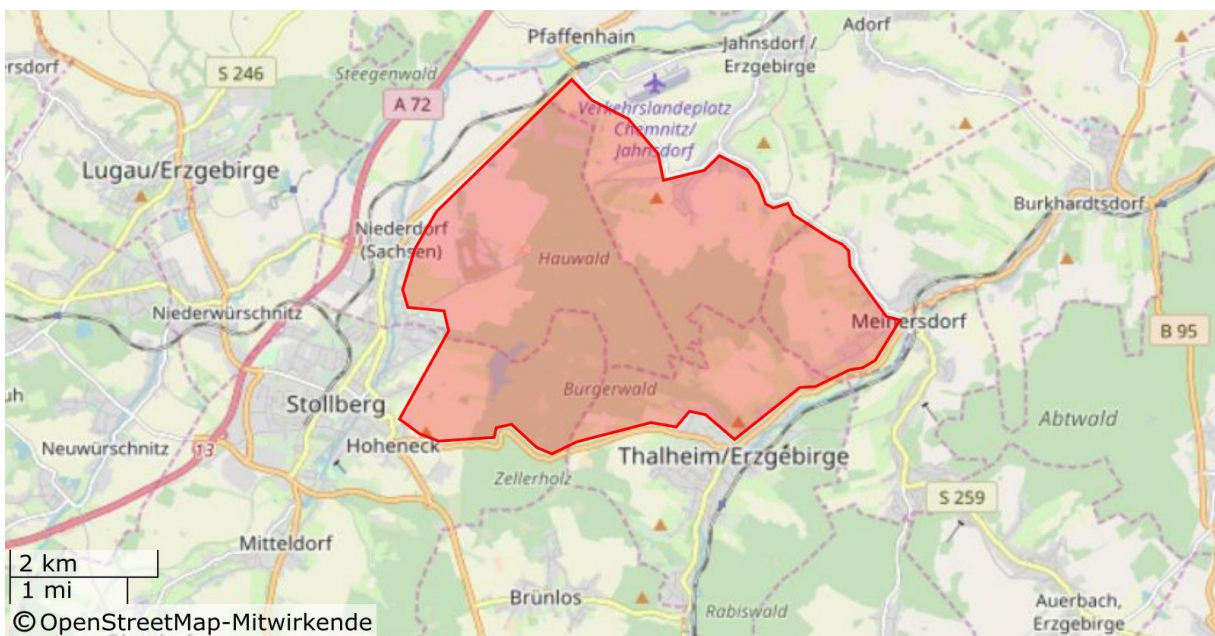 Pfaffenhain
Adorf
Jahnsdorf /
Erzgebirge
S 246
Steegenwald
A 72
Verkehrslandeplatz
Chemnitz/
Jahnsdorf
Lugau/Erzgebirge
Burkhardtsdorf
Niederdorf
(Sachsen)
Hauwald
Niederwürschnitz
Meinersdorf
B 95
Burgerwald
Stollberg
Abtwald
Hoheneck
Neuwürschnitz
13
Thalheim/Erzgebirge
Zellerholz
S 259
Mitteldorf
2 km
1 mi
Brünlos
Rabiswald
Auerbach,
Erzgebirge
© OpenStreetMap-Mitwirkende